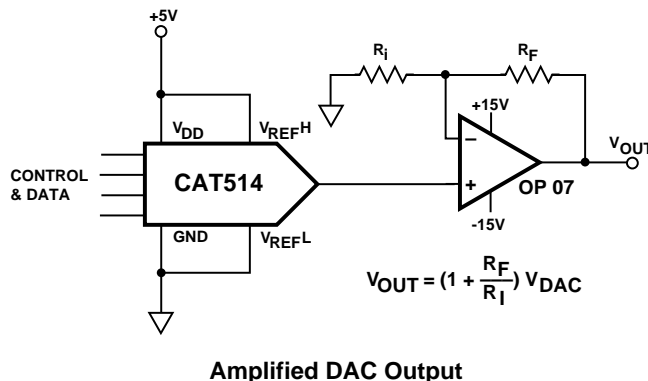 +5V
Ri
RF
+15V
VDD
VREFH
VOUT
CONTROL
& DATA
CAT514
−
+
OP 07
GND
VREFL
-15V
VOUT = (1 + RF/RI) VDAC
Amplified DAC Output